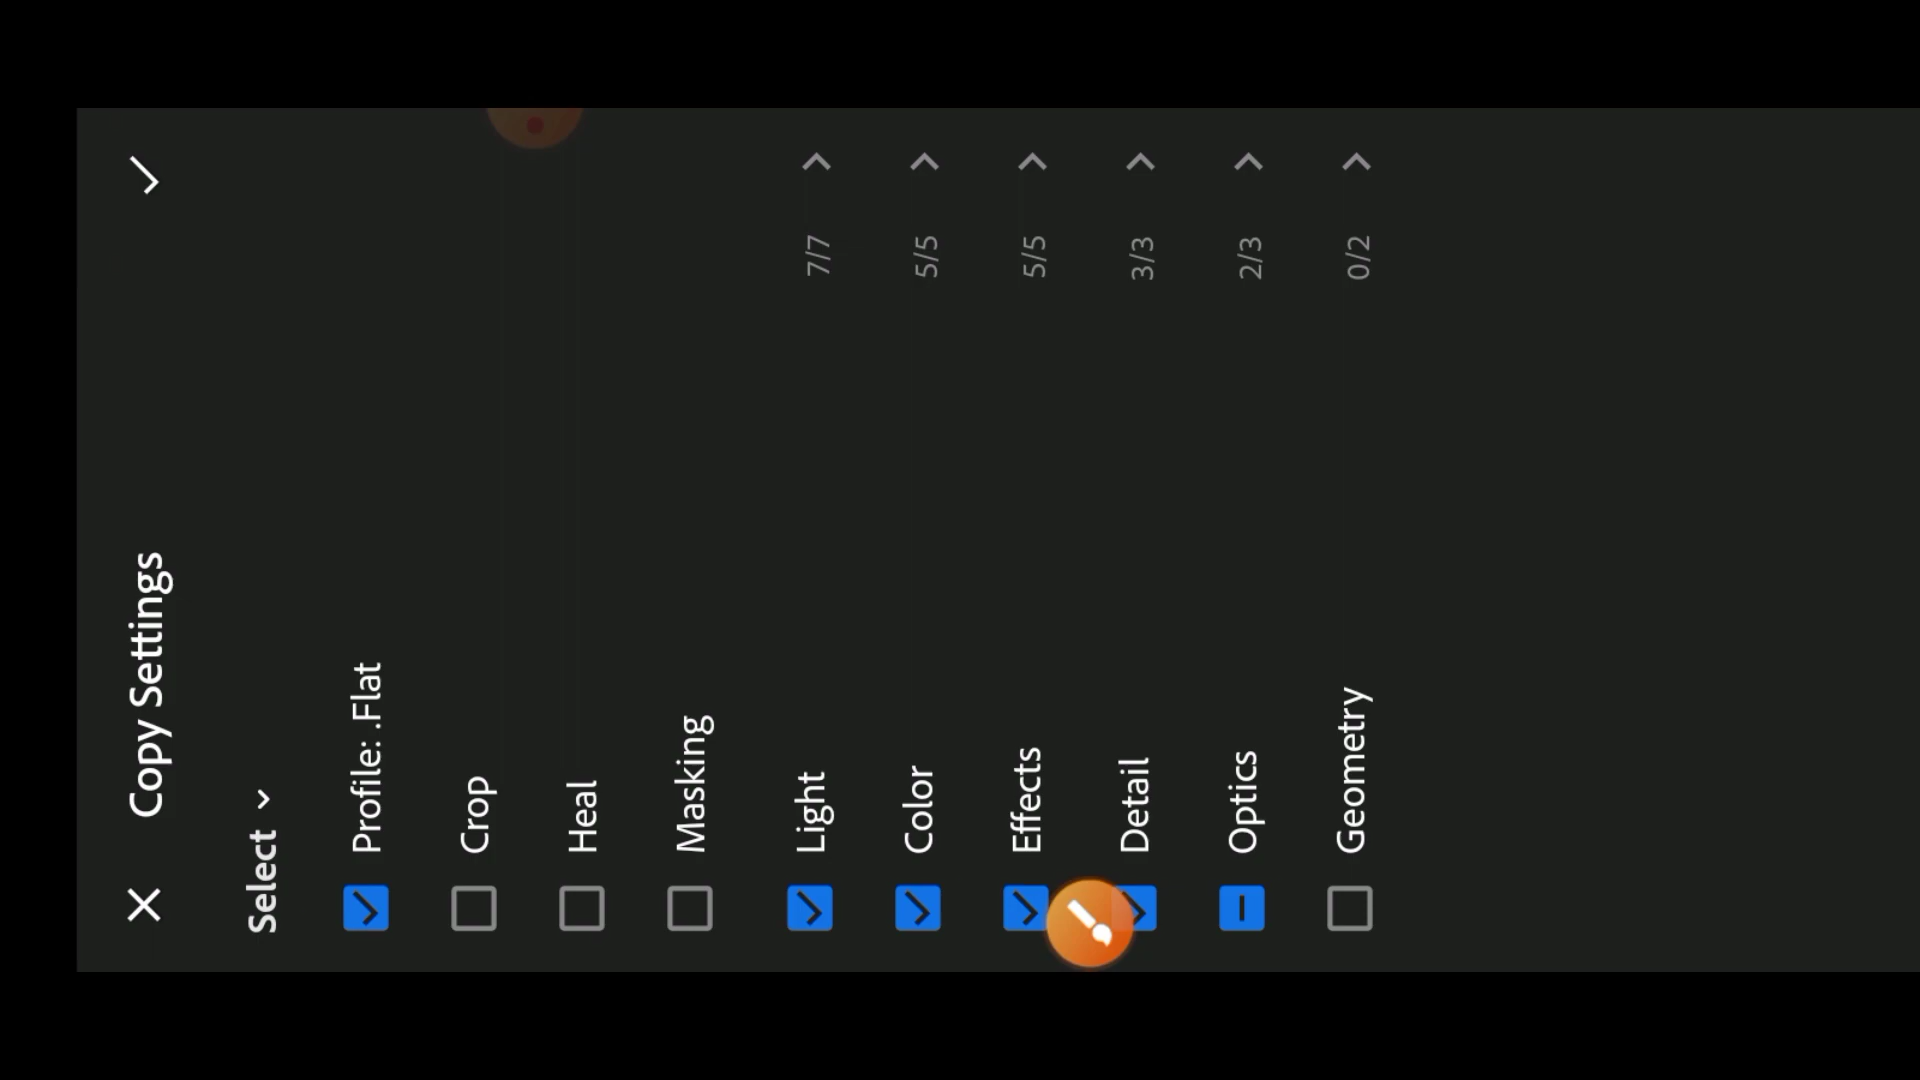 Copy Settings
Select
Profile: .Flat
Crop
Heal
Masking
Light 7/7
Color 5/5
Effects 5/5
Detail 3/3
Optics 2/3
Geometry 0/2